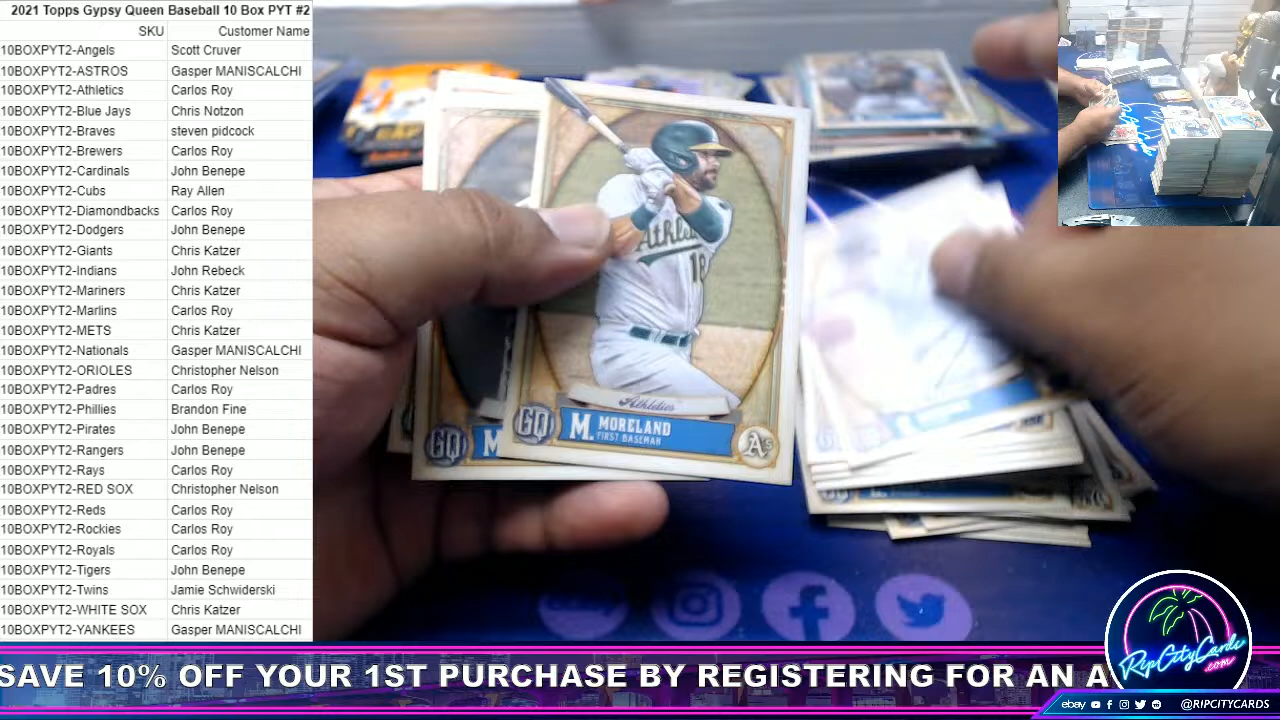 2021 Topps Gypsy Queen Baseball 10 Box PYT #2
SKU Customer Name
10BOXPYT2-Angels Scott Cruver
10BOXPYT2-ASTROS Gasper MANISCALCHI
10BOXPYT2-Athletics Carlos Roy
10BOXPYT2-Blue Jays Chris Notzon
10BOXPYT2-Braves steven pidcock
10BOXPYT2-Brewers Carlos Roy
10BOXPYT2-Cardinals John Benepe
10BOXPYT2-Cubs Ray Allen
10BOXPYT2-Diamondbacks Carlos Roy
10BOXPYT2-Dodgers John Benepe
10BOXPYT2-Giants Chris Katzer
10BOXPYT2-Indians John Rebeck
10BOXPYT2-Mariners Chris Katzer
10BOXPYT2-Marlins Carlos Roy
10BOXPYT2-METS Chris Katzer
10BOXPYT2-Nationals Gasper MANISCALCHI
10BOXPYT2-ORIOLES Christopher Nelson
10BOXPYT2-Padres Carlos Roy
10BOXPYT2-Phillies Brandon Fine
10BOXPYT2-Pirates John Benepe
10BOXPYT2-Rangers John Benepe
10BOXPYT2-Rays Carlos Roy
10BOXPYT2-RED SOX Christopher Nelson
10BOXPYT2-Reds Carlos Roy
10BOXPYT2-Rockies Carlos Roy
10BOXPYT2-Royals Carlos Roy
10BOXPYT2-Tigers John Benepe
10BOXPYT2-Twins Jamie Schwiderski
10BOXPYT2-WHITE SOX Chris Katzer
10BOXPYT2-YANKEES Gasper MANISCALCHI
18
Athletics
GQ M. MORELAND
FIRST BASEMAN
A's
GQ M
RipCityCards
.com
SAVE 10% OFF YOUR 1ST PURCHASE BY REGISTERING FOR AN A
ebay @RIPCITYCARDS